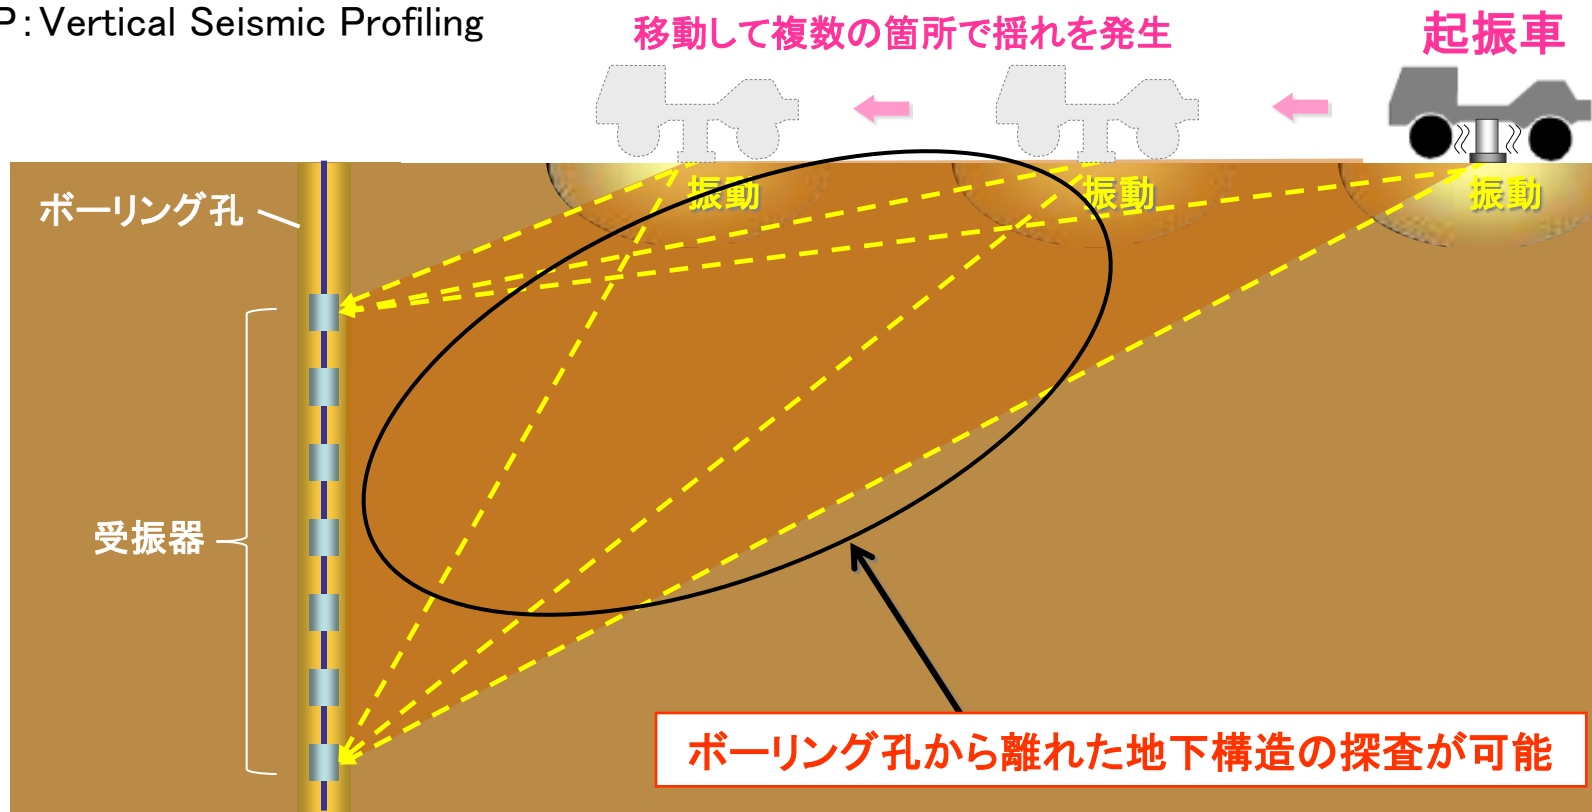 P：Vertical Seismic Profiling
移動して複数の箇所で揺れを発生
起振車
振動
振動
振動
ボーリング孔
受振器
ボーリング孔から離れた地下構造の探査が可能